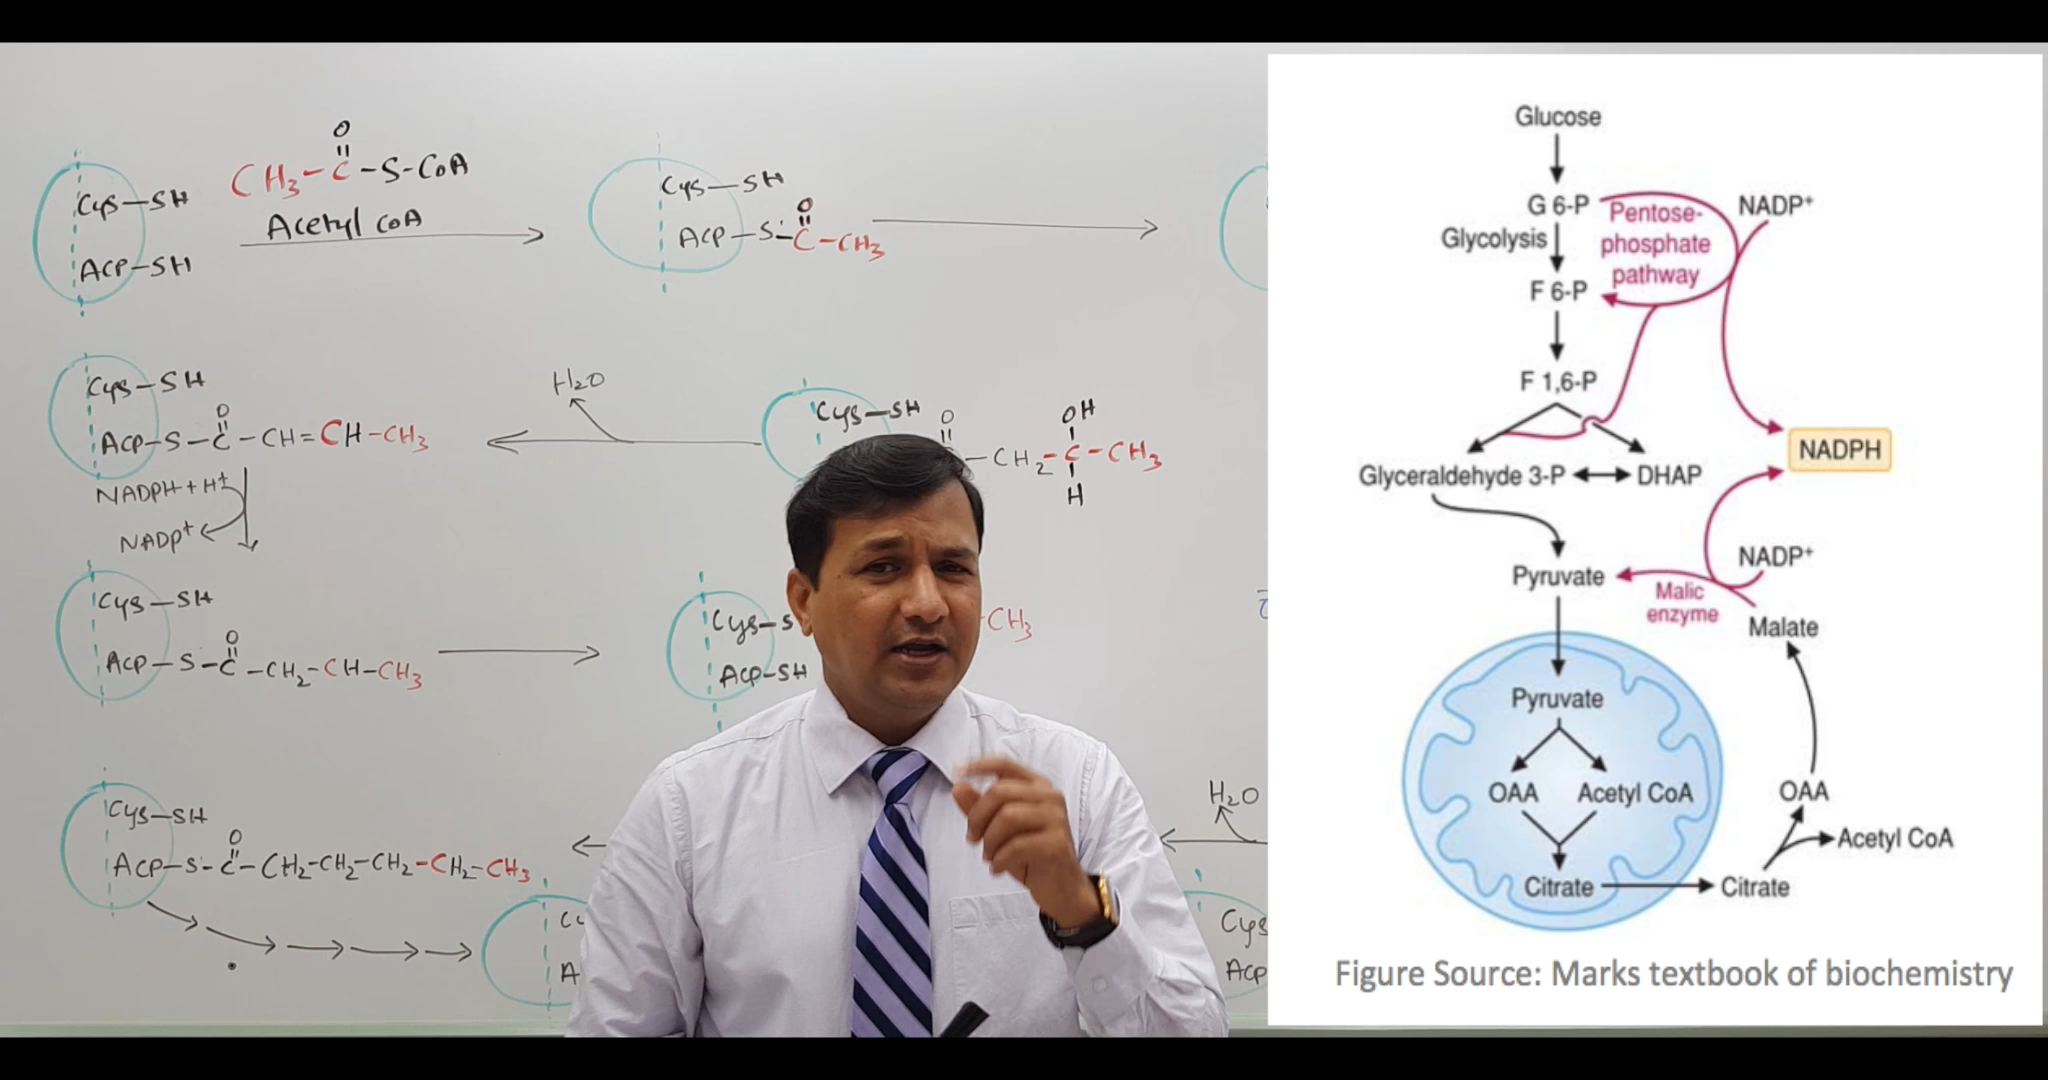 O
CH3-C-S-CoA
Acetyl CoA
Cys-SH
ACP-SH
Cys-SH
O
Acp-S-C-CH3
Cys-SH
O
Acp-S-C-CH=CH-CH3
H2O
Cys-SH
O
OH
-CH2-C-CH3
H
NADPH+H+
NADP+
Cys-SH
O
Acp-S-C-CH2-CH-CH3
Cys-S
-CH3
Acp-SH
Cys-SH
O
Acp-S-C-CH2-CH2-CH2-CH2-CH3
H2O
Cys
Acp
Glucose
G 6-P
Pentose-
phosphate
pathway
NADP+
Glycolysis
F 6-P
F 1,6-P
NADPH
Glyceraldehyde 3-P
DHAP
NADP+
Pyruvate
Malic
enzyme
Malate
Pyruvate
OAA
Acetyl CoA
OAA
Acetyl CoA
Citrate
Citrate
Figure Source: Marks textbook of biochemistry